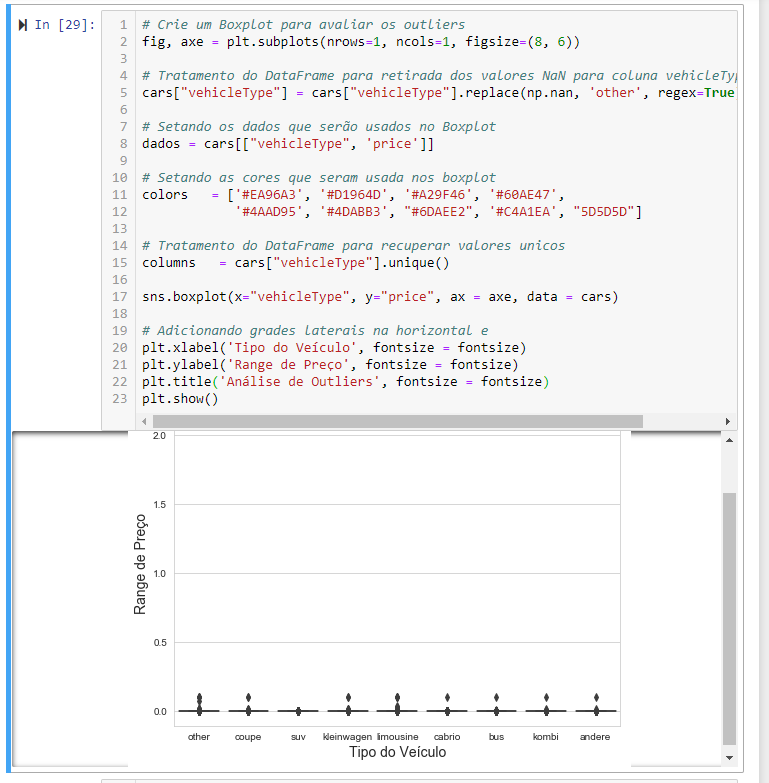 In [29]:
1 # Crie um Boxplot para avaliar os outliers
2 fig, axe = plt.subplots(nrows=1, ncols=1, figsize=(8, 6))
3
4 # Tratamento do DataFrame para retirada dos valores NaN para coluna vehicleTyp
5 cars["vehicleType"] = cars["vehicleType"].replace(np.nan, 'other', regex=True
6
7 # Setando os dados que serão usados no Boxplot
8 dados = cars[["vehicleType", 'price']]
9
10 # Setando as cores que seram usada nos boxplot
11 colors   = ['#EA96A3', '#D1964D', '#A29F46', '#60AE47',
12             '#4AAD95', '#4DABB3', "#6DAEE2", '#C4A1EA', "5D5D5D"]
13
14 # Tratamento do DataFrame para recuperar valores unicos
15 columns   = cars["vehicleType"].unique()
16
17 sns.boxplot(x="vehicleType", y="price", ax = axe, data = cars)
18
19 # Adicionando grades laterais na horizontal e
20 plt.xlabel('Tipo do Veículo', fontsize = fontsize)
21 plt.ylabel('Range de Preço', fontsize = fontsize)
22 plt.title('Análise de Outliers', fontsize = fontsize)
23 plt.show()
2.0
1.5
1.0
0.5
0.0
Range de Preço
other coupe suv kleinwagen limousine cabrio bus kombi andere
Tipo do Veículo